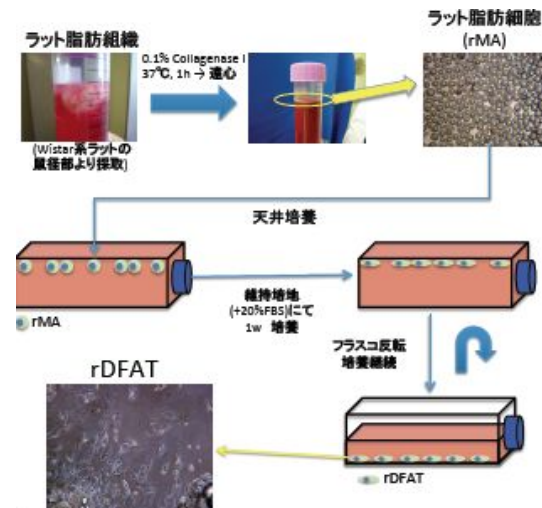 ラット脂肪組織
0.1% Collagenase I
37℃, 1h → 遠心
(Wistar系ラットの
鼠径部より採取)
ラット脂肪細胞
(rMA)
天井培養
rMA
維持培地
(+20%FBS)にて
1w 培養
フラスコ反転
培養継続
rDFAT
rDFAT